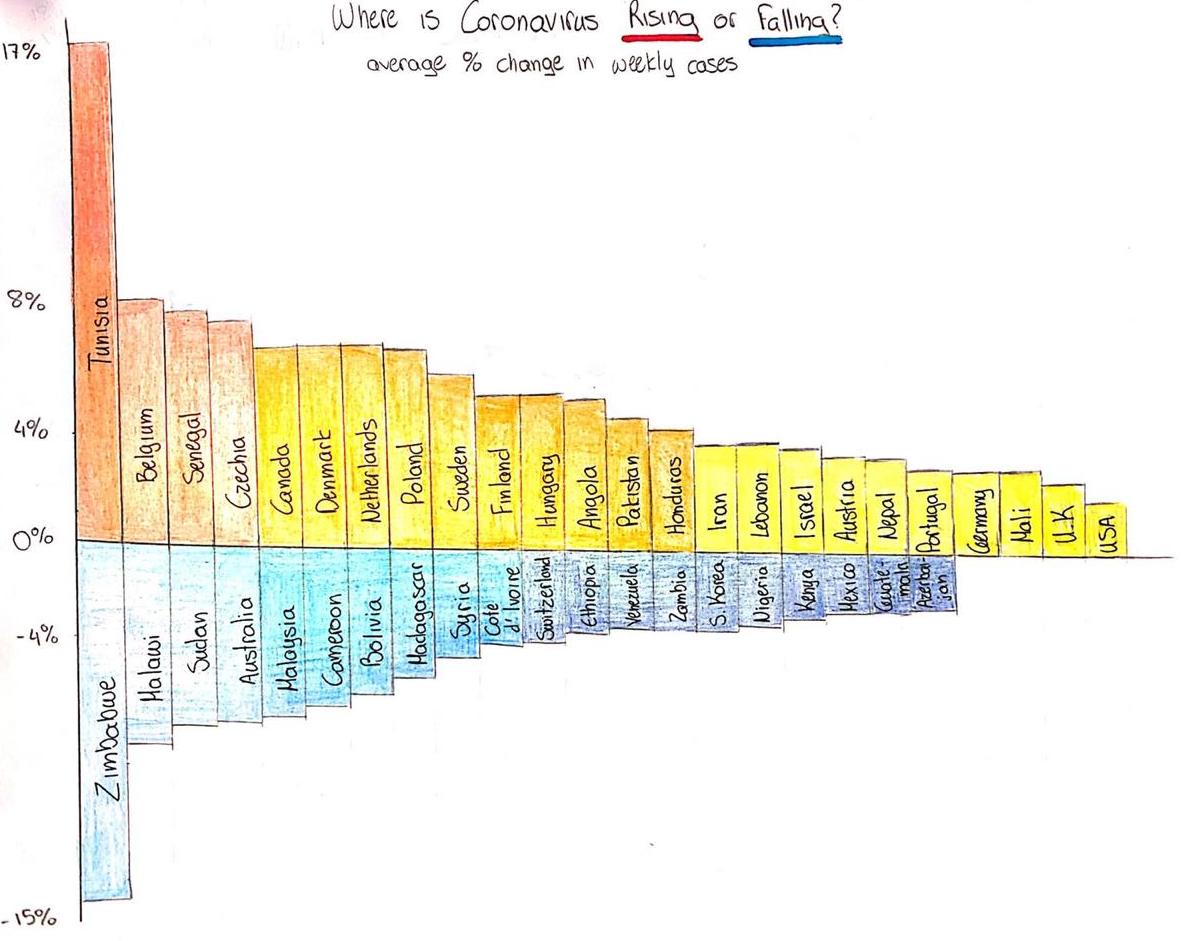 Where is Coronavirus Rising or Falling?
average % change in weekly cases
17%
8%
4%
0%
-4%
-15%
Tunisia
Belgium
Senegal
Czechia
Canada
Denmark
Netherlands
Poland
Sweden
Finland
Hungary
Angola
Pakistan
Honduras
Iran
Lebanon
Israel
Austria
Nepal
Portugal
Germany
Mali
U.K
USA
Zimbabwe
Malawi
Sudan
Australia
Malaysia
Cameroon
Bolivia
Madagascar
Syria
Cote
d'Ivoire
Switzerland
Ethiopia
Venezuela
Zambia
S. Korea
Nigeria
Kenya
Mexico
Guate-
mala
Azerbai-
jan